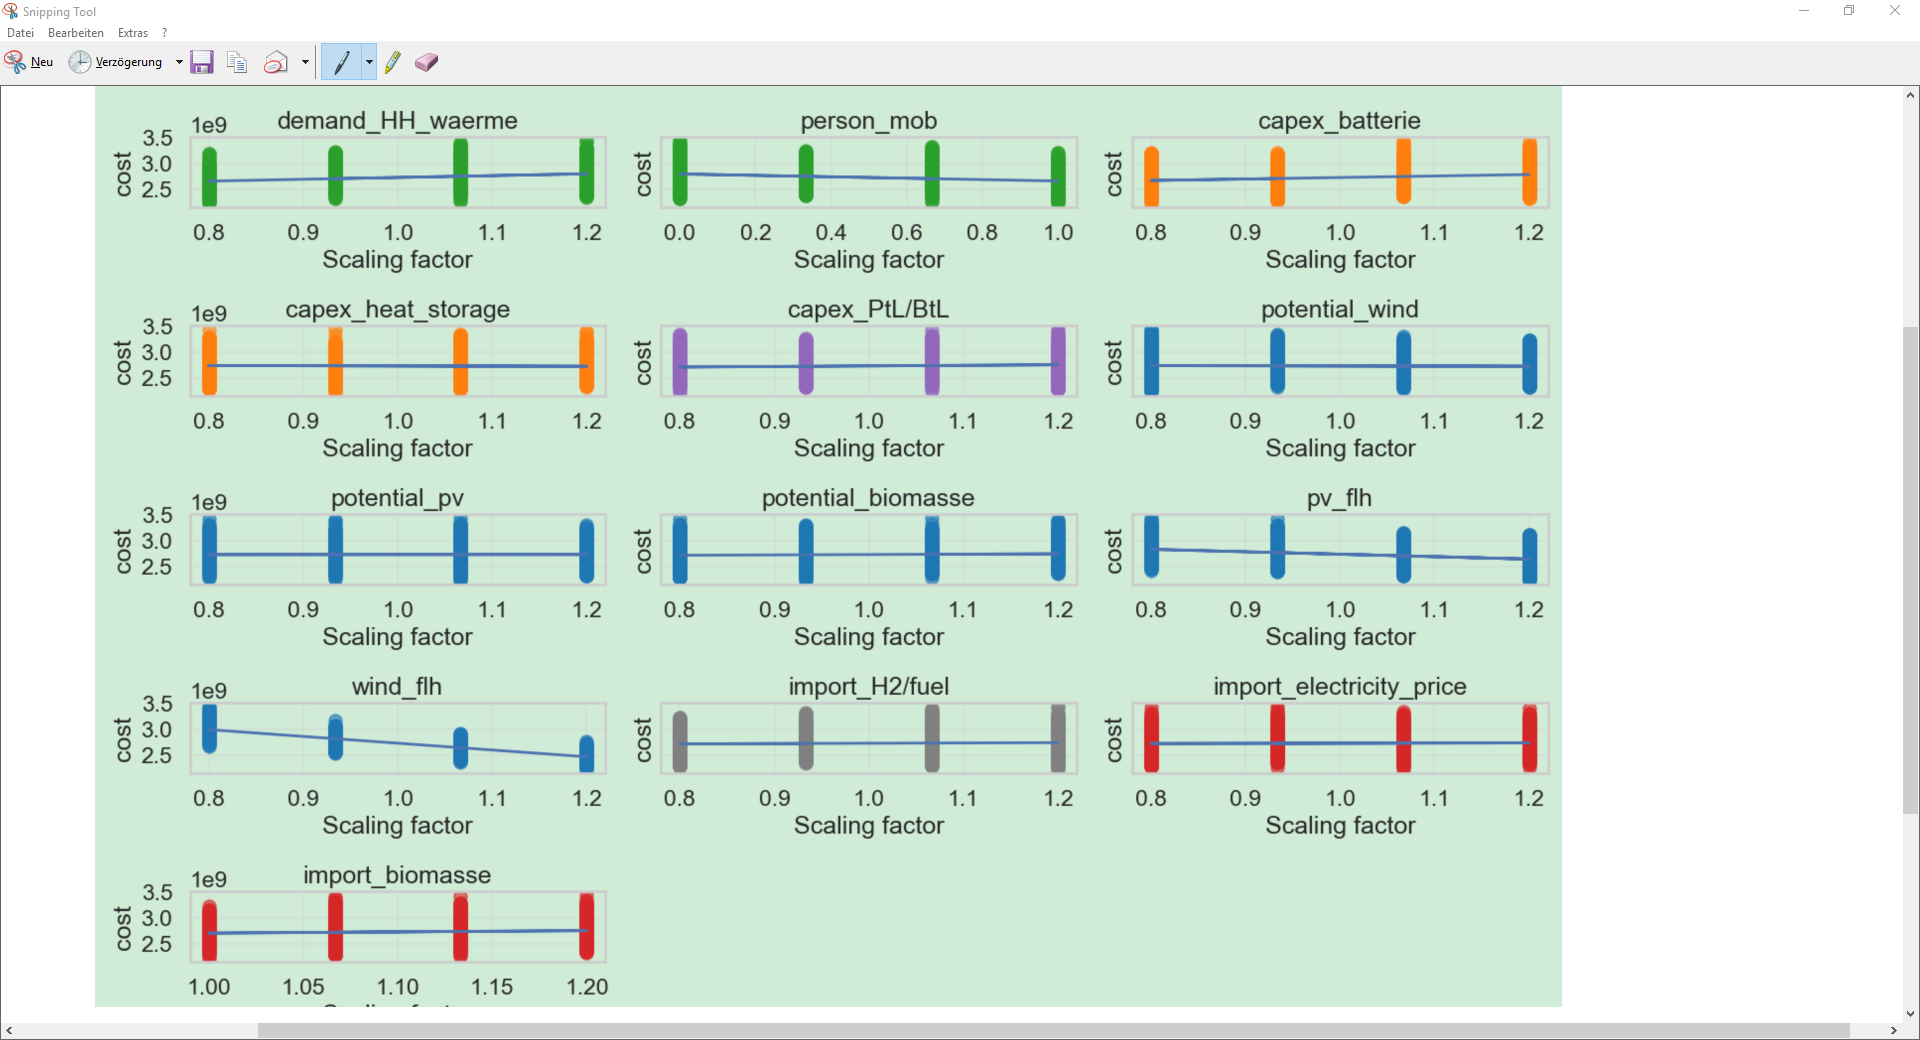 Snipping Tool
Datei Bearbeiten Extras ?
Neu Verzögerung
1e9 demand_HH_waerme person_mob capex_batterie
3.5
3.0
2.5
cost cost cost
0.8 0.9 1.0 1.1 1.2 0.0 0.2 0.4 0.6 0.8 1.0 0.8 0.9 1.0 1.1 1.2
Scaling factor Scaling factor Scaling factor
1e9 capex_heat_storage capex_PtL/BtL potential_wind
3.5
3.0
2.5
cost cost cost
0.8 0.9 1.0 1.1 1.2 0.8 0.9 1.0 1.1 1.2 0.8 0.9 1.0 1.1 1.2
Scaling factor Scaling factor Scaling factor
1e9 potential_pv potential_biomasse pv_flh
3.5
3.0
2.5
cost cost cost
0.8 0.9 1.0 1.1 1.2 0.8 0.9 1.0 1.1 1.2 0.8 0.9 1.0 1.1 1.2
Scaling factor Scaling factor Scaling factor
1e9 wind_flh import_H2/fuel import_electricity_price
3.5
3.0
2.5
cost cost cost
0.8 0.9 1.0 1.1 1.2 0.8 0.9 1.0 1.1 1.2 0.8 0.9 1.0 1.1 1.2
Scaling factor Scaling factor Scaling factor
1e9 import_biomasse
3.5
3.0
2.5
cost
1.00 1.05 1.10 1.15 1.20